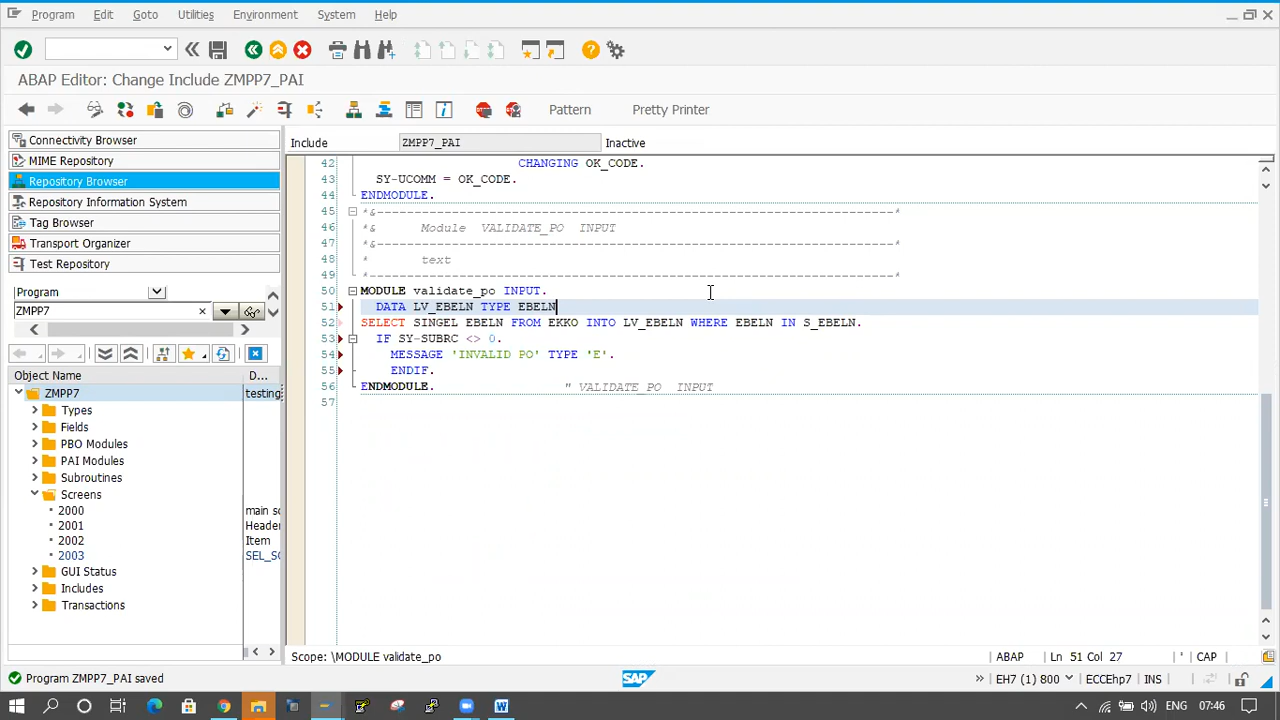 Program Edit Goto Utilities Environment System Help
ABAP Editor: Change Include ZMPP7_PAI
Pattern Pretty Printer
Connectivity Browser
MIME Repository
Repository Browser
Repository Information System
Tag Browser
Transport Organizer
Test Repository
Program
ZMPP7
Object Name D...
ZMPP7 testing
Types
Fields
PBO Modules
PAI Modules
Subroutines
Screens
2000 main sc
2001 Header
2002 Item
2003 SEL_SC
GUI Status
Includes
Transactions
Include ZMPP7_PAI Inactive
42 CHANGING OK_CODE.
43 SY-UCOMM = OK_CODE.
44 ENDMODULE.
45 *&---------------------------------------------------------------------*
46 *& Module VALIDATE_PO INPUT
47 *&---------------------------------------------------------------------*
48 * text
49 *----------------------------------------------------------------------*
50 MODULE validate_po INPUT.
51 DATA LV_EBELN TYPE EBELN
52 SELECT SINGEL EBELN FROM EKKO INTO LV_EBELN WHERE EBELN IN S_EBELN.
53 IF SY-SUBRC <> 0.
54 MESSAGE 'INVALID PO' TYPE 'E'.
55 ENDIF.
56 ENDMODULE. " VALIDATE_PO INPUT
57
Scope: \MODULE validate_po ABAP Ln 51 Col 27 ' CAP
Program ZMPP7_PAI saved SAP EH7 (1) 800 ECCEhp7 INS
ENG 07:46